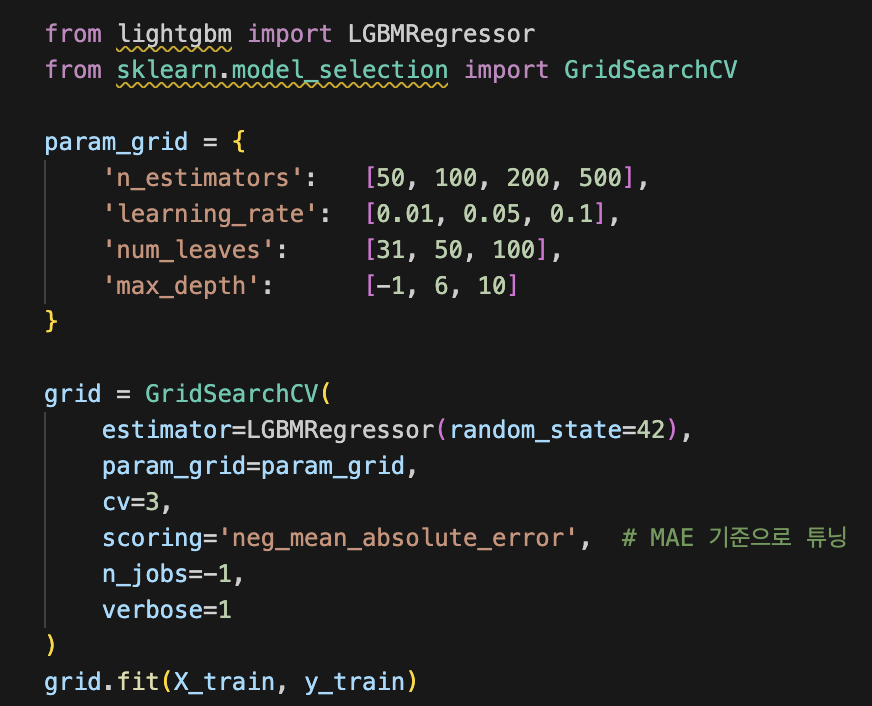 from lightgbm import LGBMRegressor
from sklearn.model_selection import GridSearchCV
param_grid = {
    'n_estimators':   [50, 100, 200, 500],
    'learning_rate':  [0.01, 0.05, 0.1],
    'num_leaves':     [31, 50, 100],
    'max_depth':      [-1, 6, 10]
}
grid = GridSearchCV(
    estimator=LGBMRegressor(random_state=42),
    param_grid=param_grid,
    cv=3,
    scoring='neg_mean_absolute_error',  # MAE 기준으로 튜닝
    n_jobs=-1,
    verbose=1
)
grid.fit(X_train, y_train)